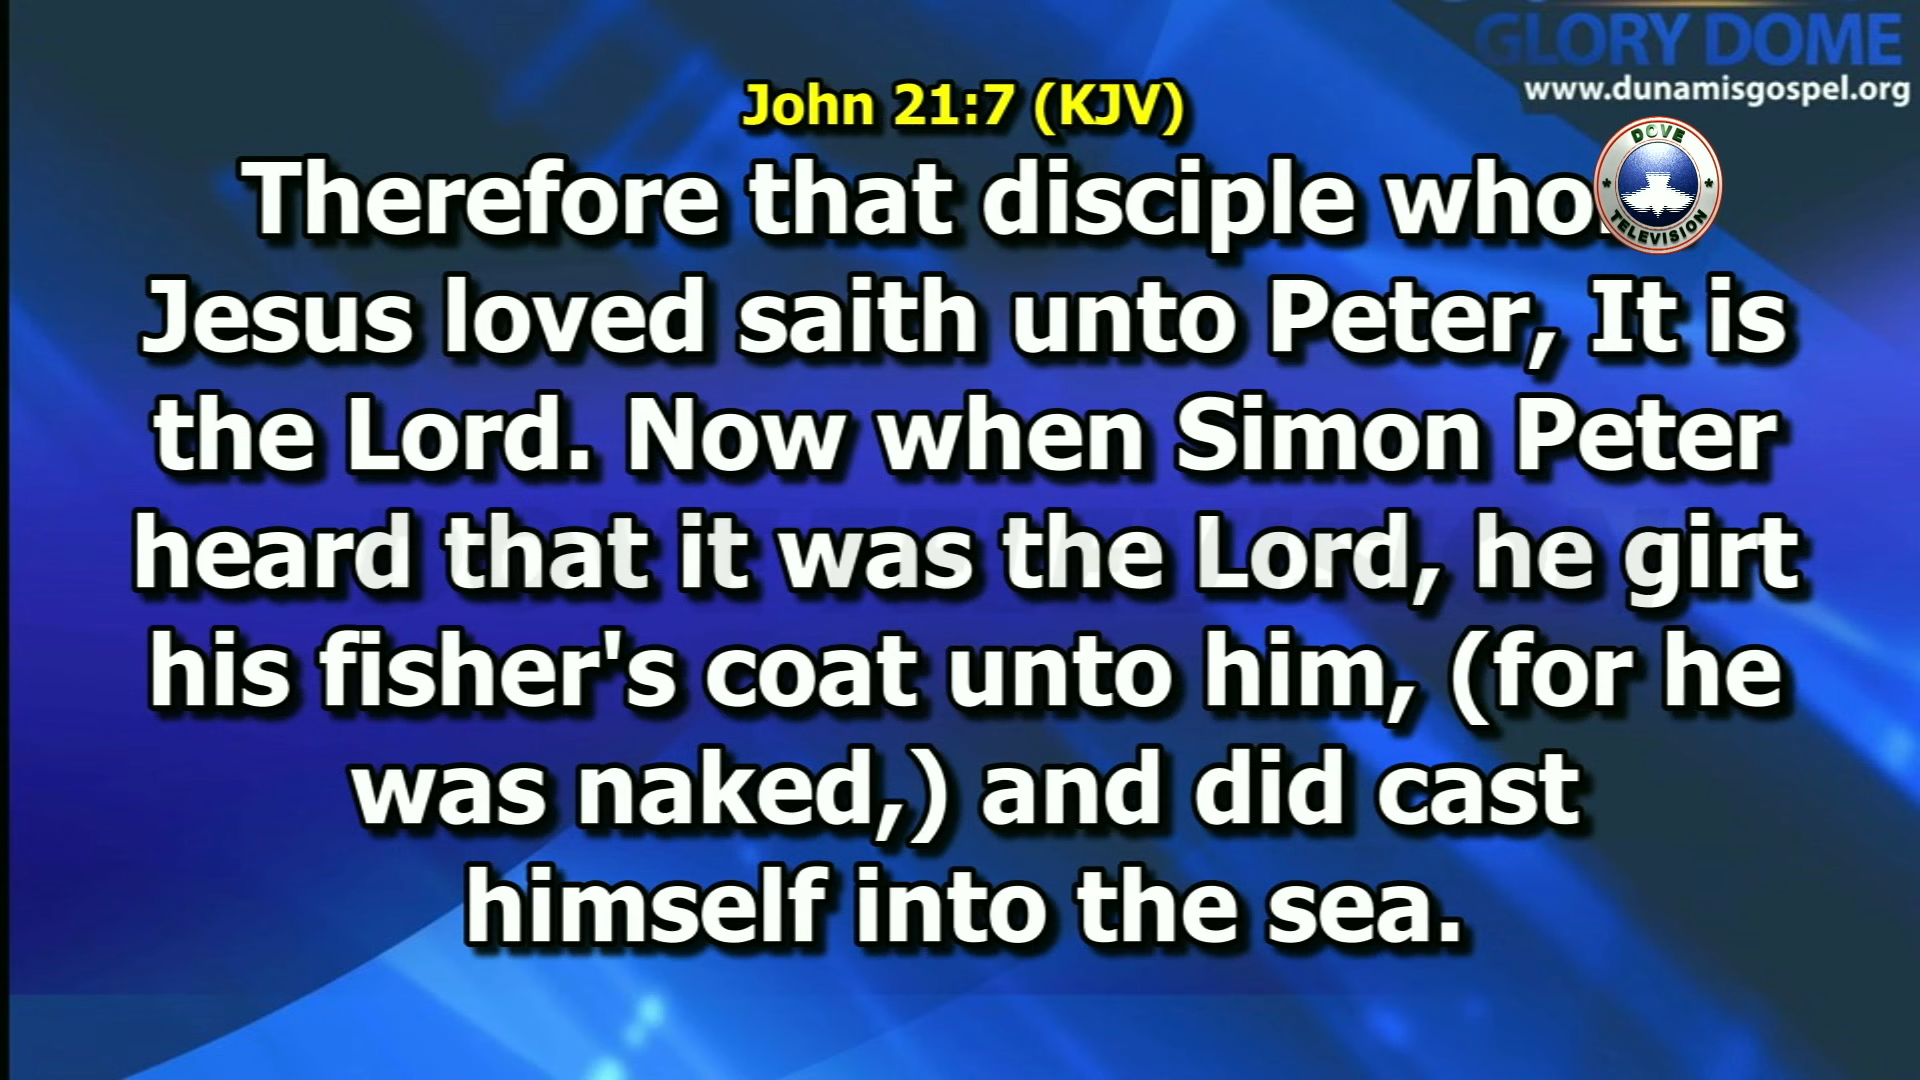 GLORY DOME
www.dunamisgospel.org
John 21:7 (KJV)
DOVE
TELEVISION
Therefore that disciple who
Jesus loved saith unto Peter, It is
the Lord. Now when Simon Peter
heard that it was the Lord, he girt
his fisher's coat unto him, (for he
was naked,) and did cast
himself into the sea.